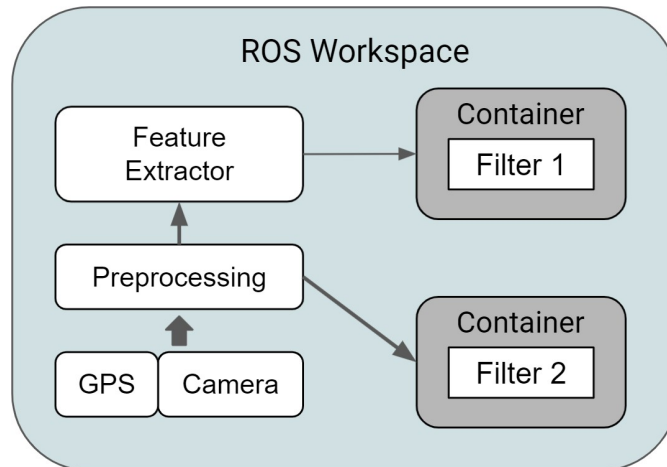 ROS Workspace
Feature
Extractor
Container
Filter 1
Preprocessing
Container
Filter 2
GPS
Camera